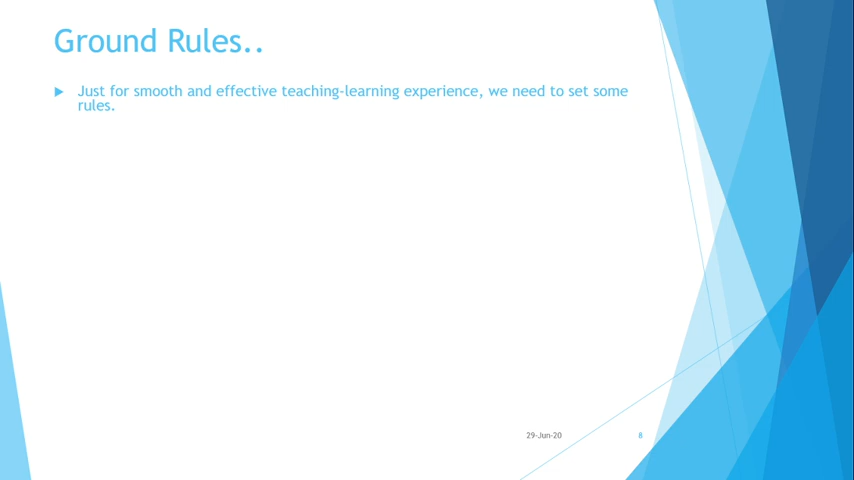 Ground Rules..
Just for smooth and effective teaching-learning experience, we need to set some
rules.
29-Jun-20
8